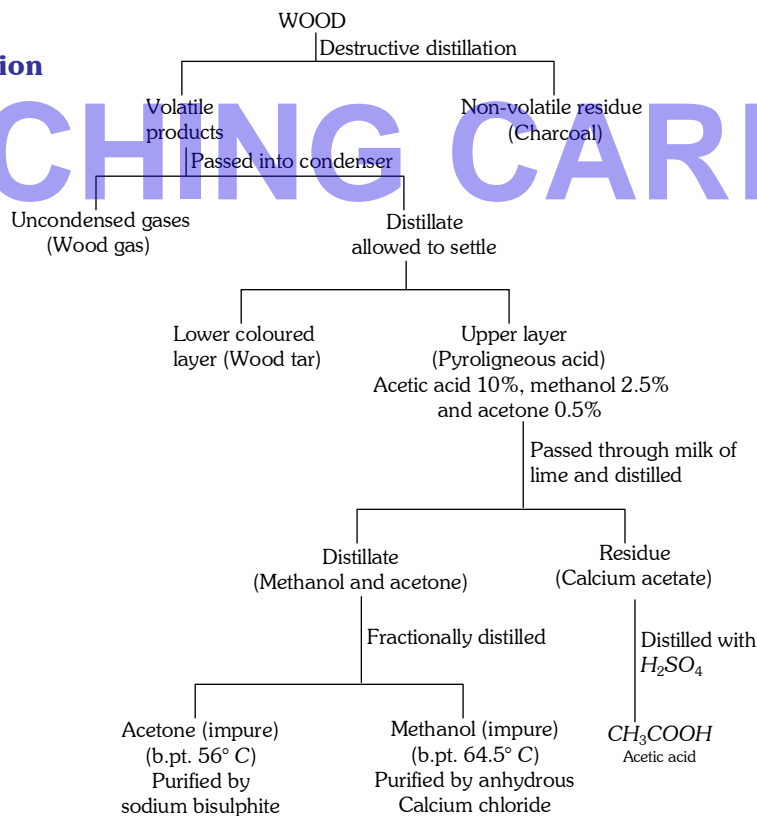 WOOD
Destructive distillation
ion
CHING CARE
Volatile
products
Non-volatile residue
(Charcoal)
Passed into condenser
Uncondensed gases
(Wood gas)
Distillate
allowed to settle
Lower coloured
layer (Wood tar)
Upper layer
(Pyroligneous acid)
Acetic acid 10%, methanol 2.5%
and acetone 0.5%
Passed through milk of
lime and distilled
Distillate
(Methanol and acetone)
Residue
(Calcium acetate)
Fractionally distilled
Distilled with
H₂SO₄
Acetone (impure)
(b.pt. 56° C)
Purified by
sodium bisulphite
Methanol (impure)
(b.pt. 64.5° C)
Purified by anhydrous
Calcium chloride
CH₃COOH
Acetic acid